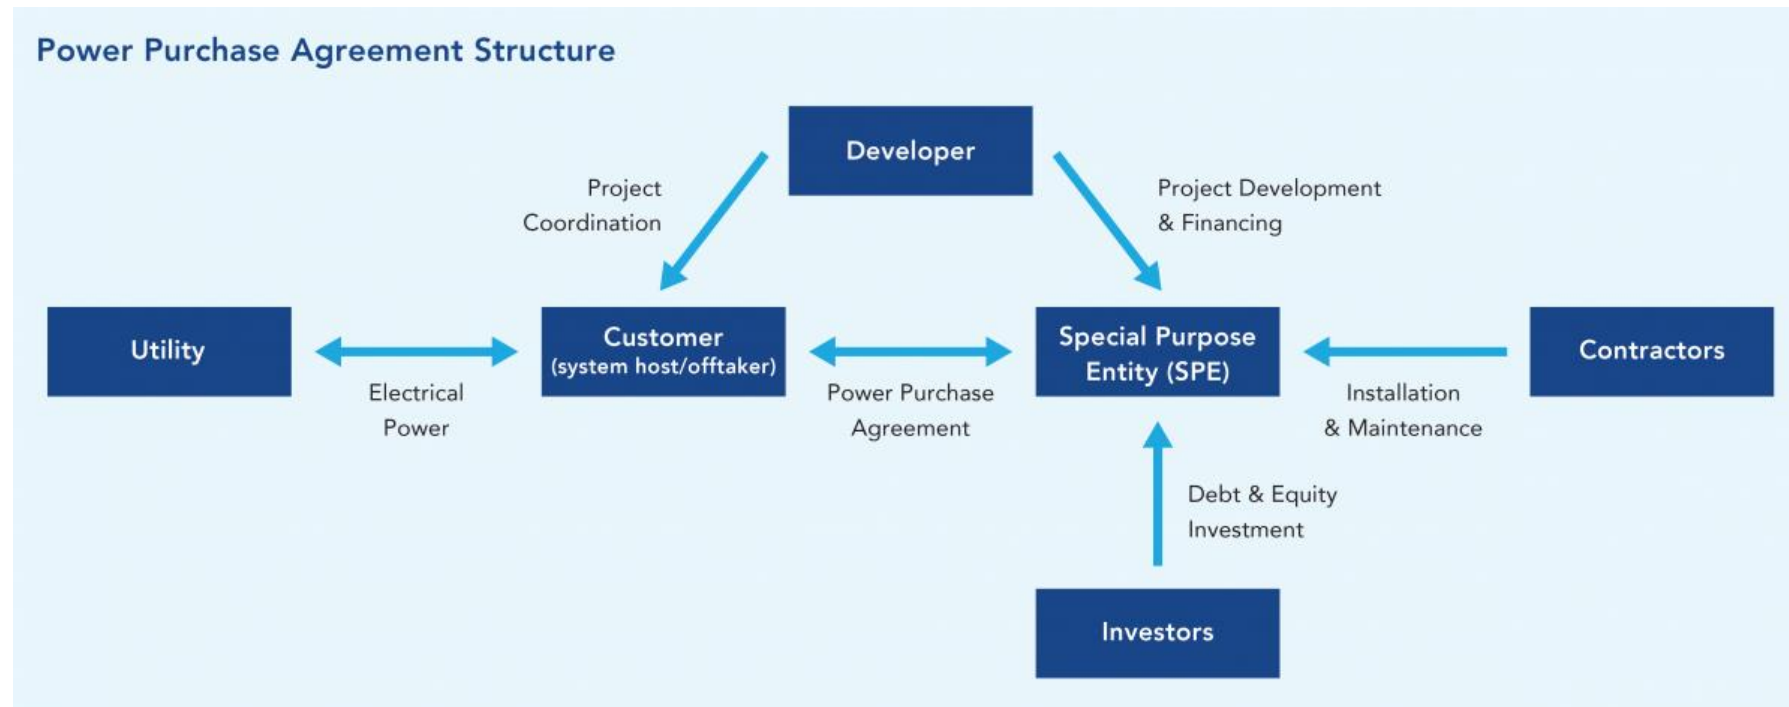 Power Purchase Agreement Structure
Developer
Project
Coordination
Project Development
& Financing
Utility
Electrical
Power
Customer
(system host/offtaker)
Power Purchase
Agreement
Special Purpose
Entity (SPE)
Installation
& Maintenance
Contractors
Debt & Equity
Investment
Investors